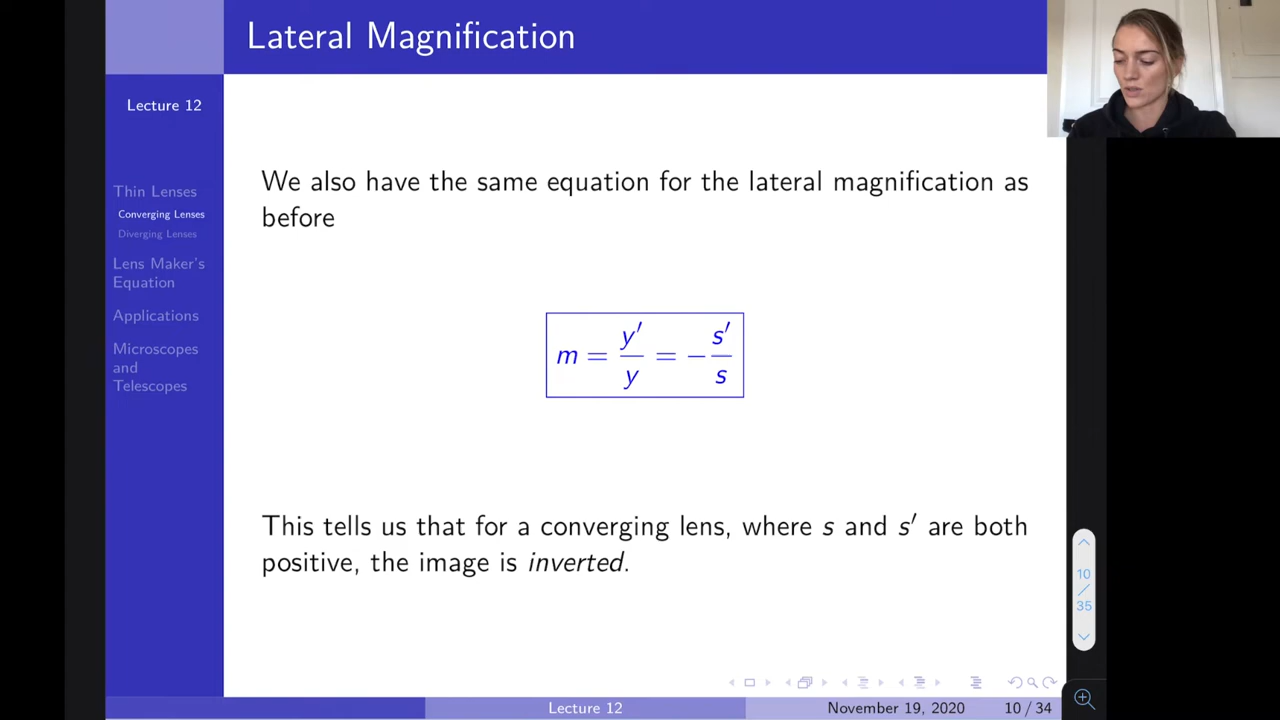 Lateral Magnification
Lecture 12
Thin Lenses
Converging Lenses
Diverging Lenses
Lens Maker's
Equation
Applications
Microscopes
and
Telescopes
We also have the same equation for the lateral magnification as
before
m = y′/y = −s′/s
This tells us that for a converging lens, where s and s′ are both
positive, the image is inverted.
10
/
35
Lecture 12
November 19, 2020
10 / 34